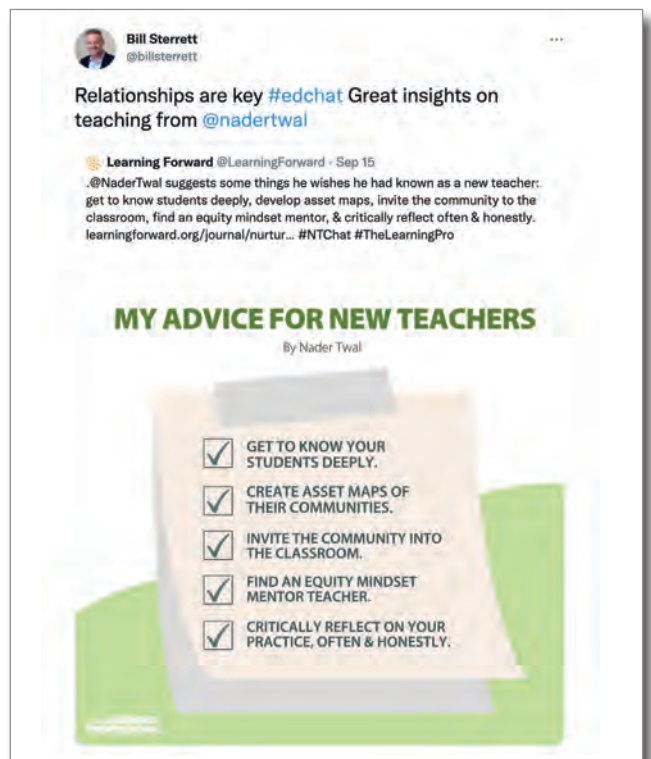 Bill Sterrett
@billsterrett
Relationships are key #edchat Great insights on
teaching from @nadertwal
Learning Forward @LearningForward · Sep 15
.@NaderTwal suggests some things he wishes he had known as a new teacher:
get to know students deeply, develop asset maps, invite the community to the
classroom, find an equity mindset mentor, & critically reflect often & honestly.
learningforward.org/journal/nurtur... #NTChat #TheLearningPro
MY ADVICE FOR NEW TEACHERS
By Nader Twal
GET TO KNOW YOUR
STUDENTS DEEPLY.
CREATE ASSET MAPS OF
THEIR COMMUNITIES.
INVITE THE COMMUNITY INTO
THE CLASSROOM.
FIND AN EQUITY MINDSET
MENTOR TEACHER.
CRITICALLY REFLECT ON YOUR
PRACTICE, OFTEN & HONESTLY.